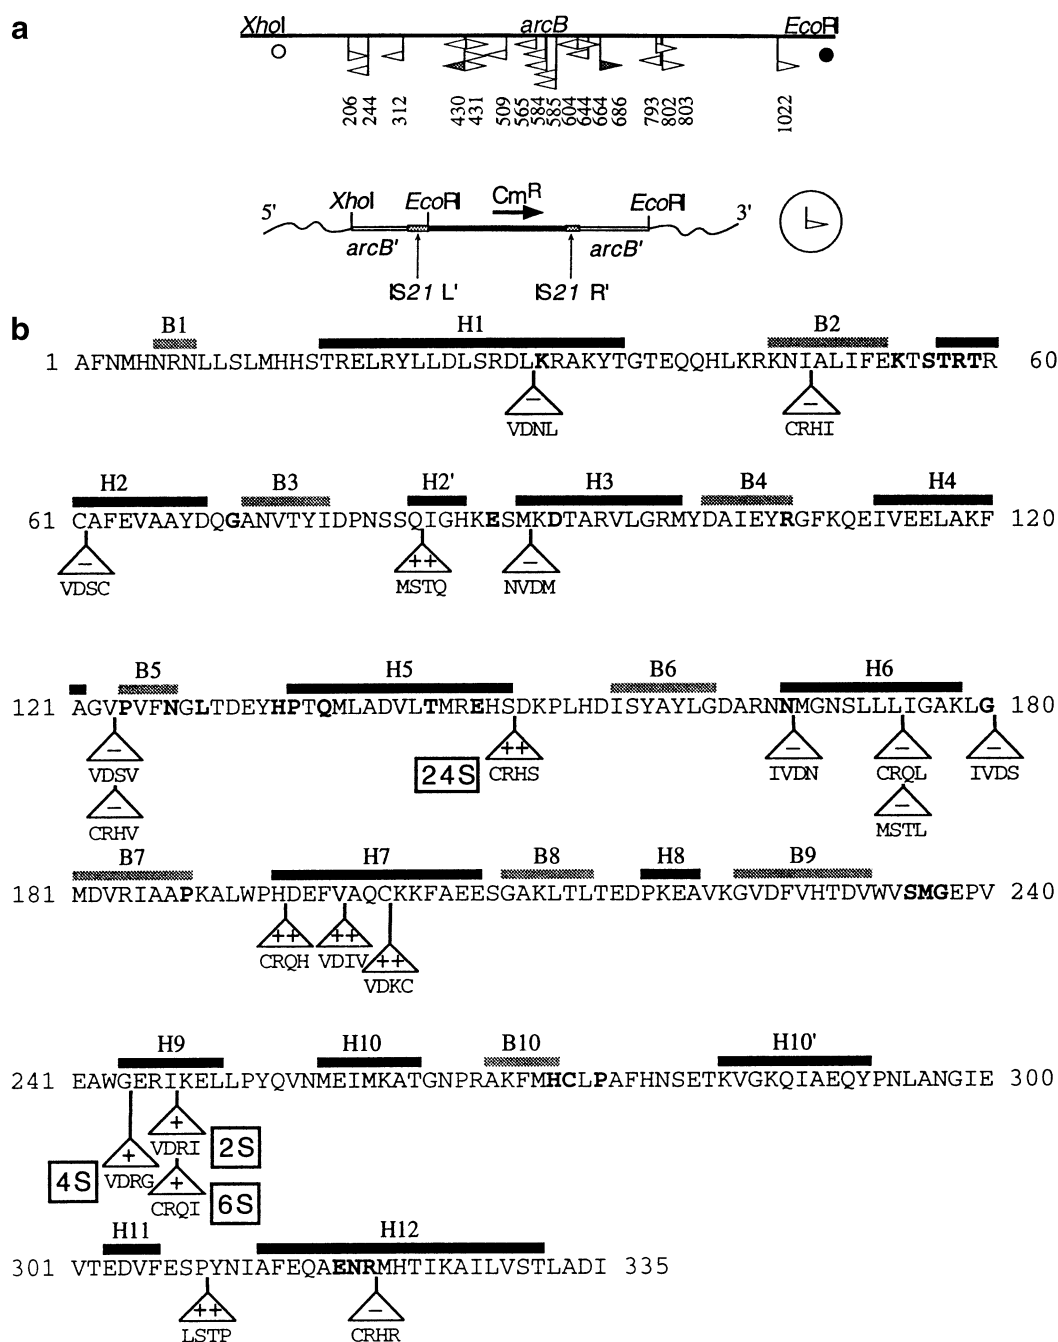 a
XhoI arcB EcoRI
206 244 312 430 431 509 565 584 585 604 644 664 686 793 802 803 1022
CmR
5' XhoI EcoRI EcoRI 3'
arcB' arcB'
IS21 L' IS21 R'
b
B1 H1 B2
1 AFNMHNRNLLSLMHHSTRELRYLLDLSRDLKRAKYTGTEQQHLKRKNIALIFEKTSTRTR 60
− −
VDNL CRHI
H2 B3 H2' H3 B4 H4
61 CAFEVAAYDQGANVTYIDPNSSQIGHKESMKDTARVLGRMYDAIEYRGFKQEIVEELAKF 120
− ++ −
VDSC MSTQ NVDM
B5 H5 B6 H6
121 AGVPVFNGLTDEYHPTQMLADVLTMREHSDKPLHDISYAYLGDARNNMGNSLLLIGAKLG 180
− ++ − − −
VDSV 24S CRHS IVDN CRQL IVDS
− −
CRHV MSTL
B7 H7 B8 H8 B9
181 MDVRIAAPKALWPHDEFVAQCKKFAEESGAKLTLTEDPKEAVKGVDFVHTDVWVSMGEPV 240
++ ++ ++
CRQH VDIV VDKC
H9 H10 B10 H10'
241 EAWGERIKELLPYQVNMEIMKATGNPRAKFMHCLPAFHNSETKVGKQIAEQYPNLANGIE 300
+ +
VDRI 2S
4S VDRG +
CRQI 6S
H11 H12
301 VTEDVFESPYNIAFEQAENRMHTIKAILVSTLADI 335
++ −
LSTP CRHR